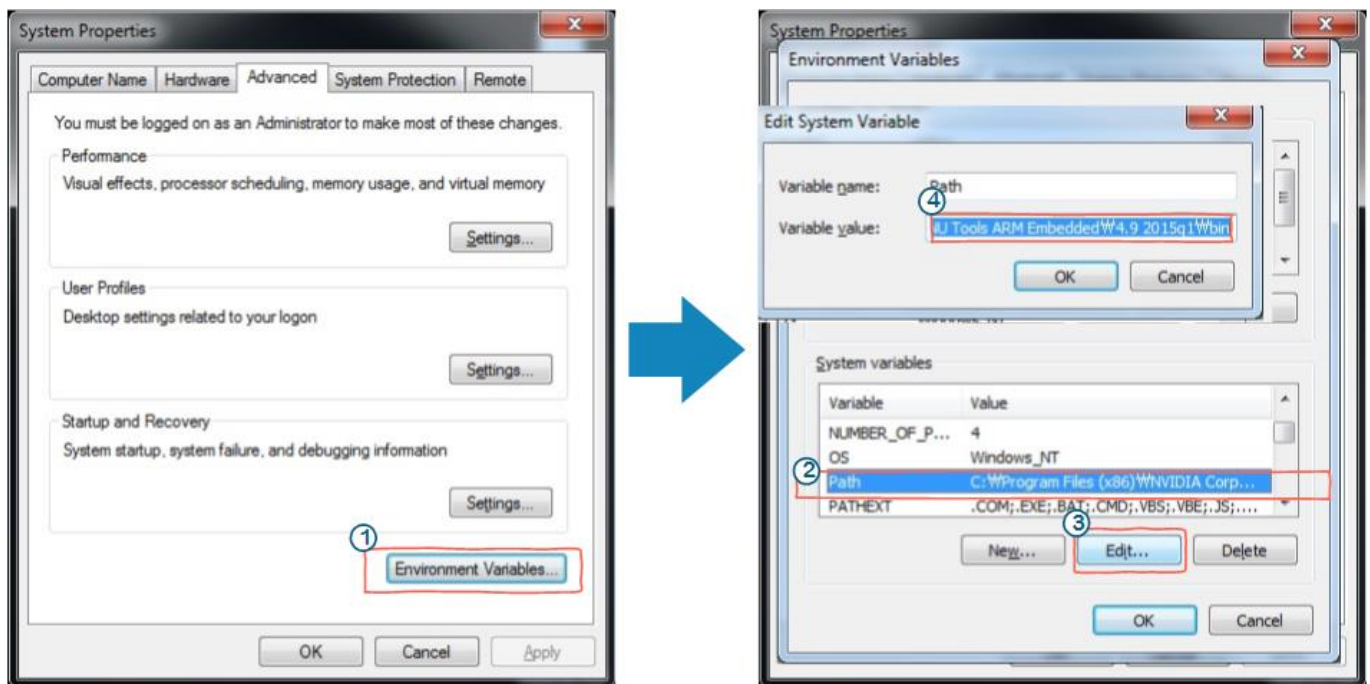 System Properties
Computer Name Hardware Advanced System Protection Remote
You must be logged on as an Administrator to make most of these changes.
Performance
Visual effects, processor scheduling, memory usage, and virtual memory
Settings...
User Profiles
Desktop settings related to your logon
Settings...
Startup and Recovery
System startup, system failure, and debugging information
Settings...
①
Environment Variables...
OK Cancel Apply
System Properties
Environment Variables
Edit System Variable
Variable name: Path
④
Variable value: U Tools ARM Embedded₩4.9 2015q1₩bin
OK Cancel
System variables
Variable Value
NUMBER_OF_P... 4
OS Windows_NT
②
Path C:₩Program Files (x86)₩NVIDIA Corp...
PATHEXT .COM;.EXE;.BAT;.CMD;.VBS;.VBE;.JS;....
③
New... Edit... Delete
OK Cancel